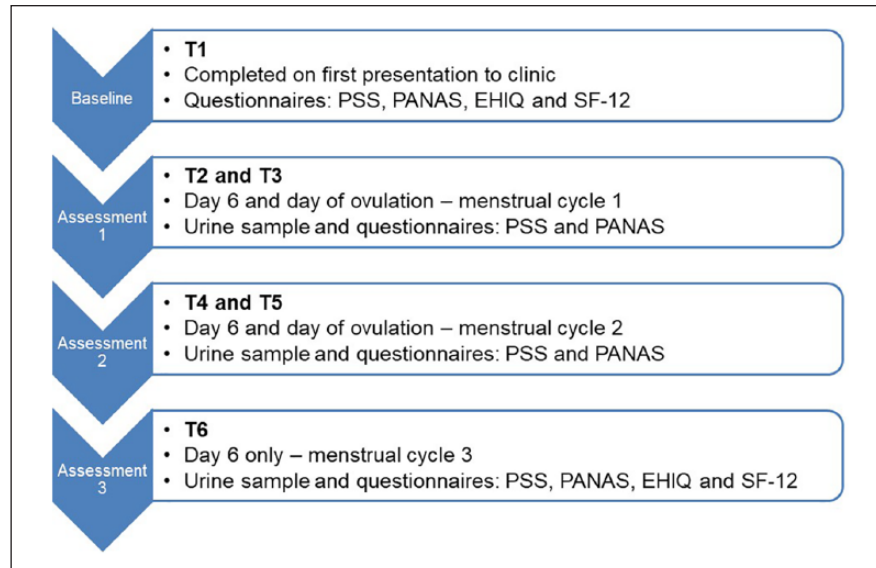 Baseline
• T1
• Completed on first presentation to clinic
• Questionnaires: PSS, PANAS, EHIQ and SF-12
Assessment
1
• T2 and T3
• Day 6 and day of ovulation – menstrual cycle 1
• Urine sample and questionnaires: PSS and PANAS
Assessment
2
• T4 and T5
• Day 6 and day of ovulation – menstrual cycle 2
• Urine sample and questionnaires: PSS and PANAS
Assessment
3
• T6
• Day 6 only – menstrual cycle 3
• Urine sample and questionnaires: PSS, PANAS, EHIQ and SF-12